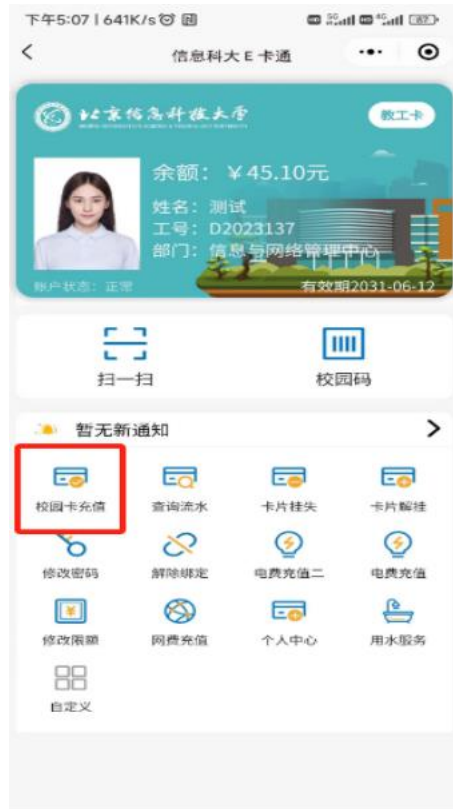 下午5:07 | 641K/s
5G 4G 87
信息科大E卡通
北京信息科技大学
教工卡
余额：￥45.10元
姓名：测试
工号：D2023137
部门：信息与网络管理中心
账户状态：正常 有效期2031-06-12
扫一扫 校园码
暂无新通知
校园卡充值 查询流水 卡片挂失 卡片解挂
修改密码 解除绑定 电费充值二 电费充值
修改限额 网费充值 个人中心 用水服务
自定义